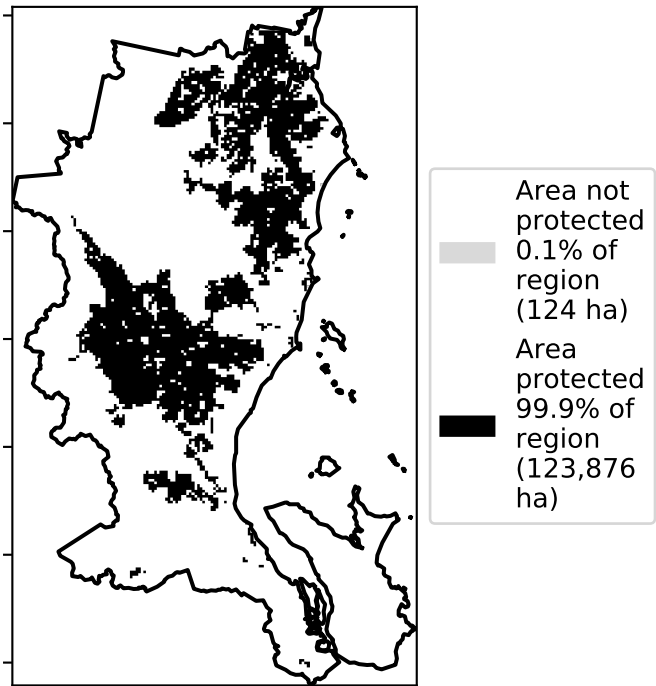 Area not
protected
0.1% of
region
(124 ha)
Area
protected
99.9% of
region
(123,876
ha)